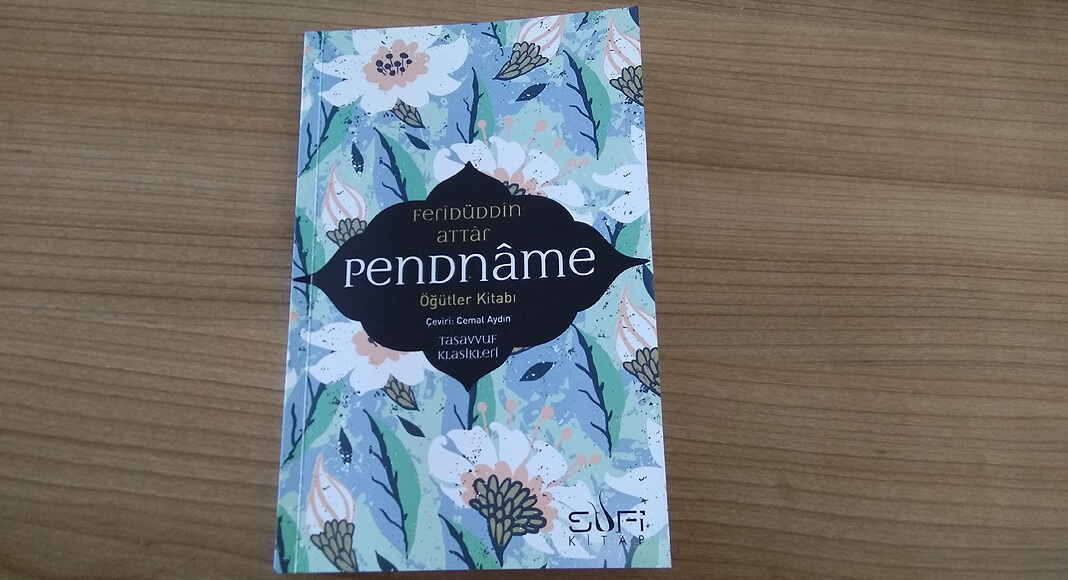 Feridüddin
Attâr
Pendnâme
Öğütler Kitabı
Çeviri: Cemal Aydın
Tasavvuf
Klasikleri
SUFİ
KİTAP